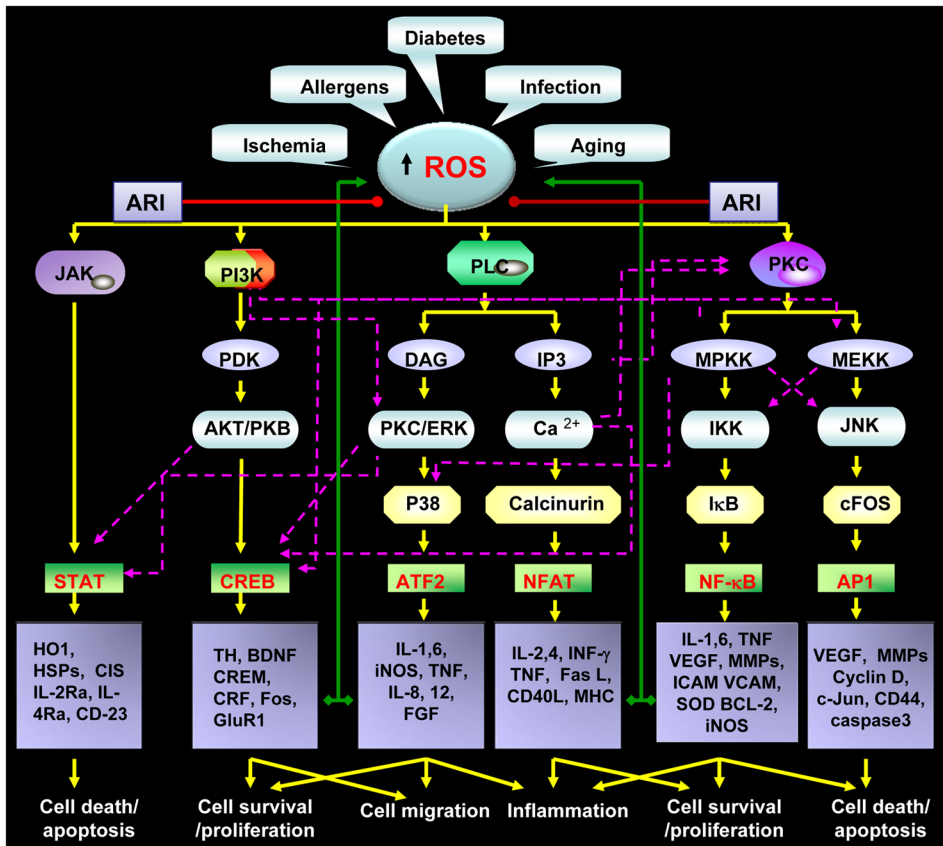 Diabetes
Allergens
Infection
Ischemia
Aging
↑ ROS
ARI
ARI
JAK
PI3K
PLC
PKC
PDK
DAG
IP3
MPKK
MEKK
AKT/PKB
PKC/ERK
Ca 2+
IKK
JNK
P38
Calcinurin
IκB
cFOS
STAT
CREB
ATF2
NFAT
NF-κB
AP1
HO1,
HSPs, CIS
IL-2Ra, IL-
4Ra, CD-23
TH, BDNF
CREM,
CRF, Fos,
GluR1
IL-1,6,
iNOS, TNF,
IL-8, 12,
FGF
IL-2,4, INF-γ
TNF, Fas L,
CD40L, MHC
IL-1,6, TNF
VEGF, MMPs,
ICAM VCAM,
SOD BCL-2,
iNOS
VEGF, MMPs
Cyclin D,
c-Jun, CD44,
caspase3
Cell death/
apoptosis
Cell survival
/proliferation
Cell migration
Inflammation
Cell survival
/proliferation
Cell death/
apoptosis